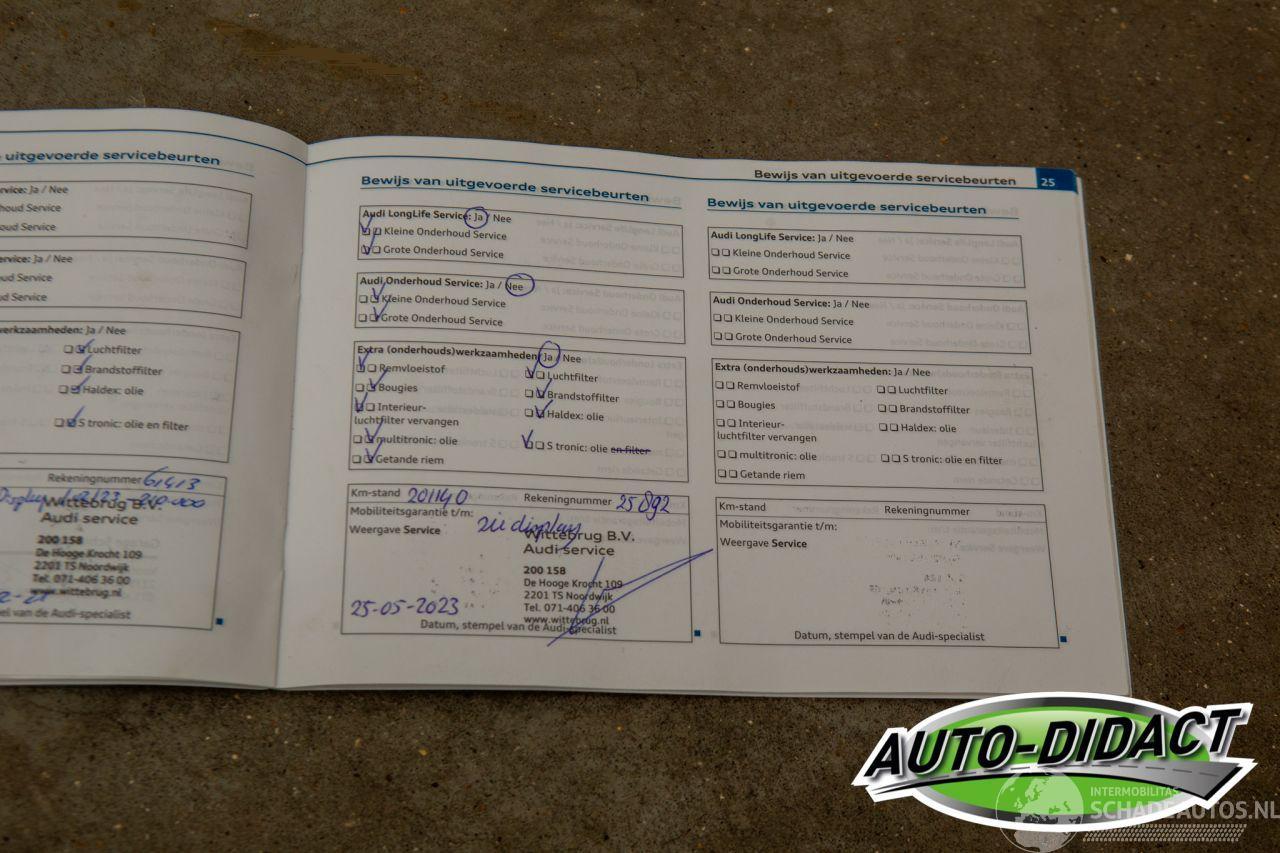 uitgevoerde servicebeurten
rvice: Ja / Nee
houd Service
ud Service
ervice: Ja / Nee
ud Service
d Service
werkzaamheden: Ja / Nee
Luchtfilter
Brandstoffilter
Haldex: olie
S tronic: olie en filter
Rekeningnummer 61413
Display
Wittebrug B.V.
Audi service
200 158
De Hooge Krocht 109
2201 TS Noordwijk
Tel. 071-406 36 00
www.wittebrug.nl
pel van de Audi-specialist
Bewijs van uitgevoerde servicebeurten
Audi LongLife Service: Ja / Nee
Kleine Onderhoud Service
Grote Onderhoud Service
Audi Onderhoud Service: Ja / Nee
Kleine Onderhoud Service
Grote Onderhoud Service
Extra (onderhouds)werkzaamheden: Ja / Nee
Remvloeistof Luchtfilter
Bougies Brandstoffilter
Interieur- Haldex: olie
luchtfilter vervangen
multitronic: olie S tronic: olie en filter
Getande riem
Km-stand 201140 Rekeningnummer 25892
Mobiliteitsgarantie t/m:
Weergave Service zie display
Wittebrug B.V.
Audi service
200 158
De Hooge Krocht 109
2201 TS Noordwijk
Tel. 071-406 36 00
www.wittebrug.nl
25-05-2023
Datum, stempel van de Audi-specialist
Bewijs van uitgevoerde servicebeurten 25
Bewijs van uitgevoerde servicebeurten
Audi LongLife Service: Ja / Nee
Kleine Onderhoud Service
Grote Onderhoud Service
Audi Onderhoud Service: Ja / Nee
Kleine Onderhoud Service
Grote Onderhoud Service
Extra (onderhouds)werkzaamheden: Ja / Nee
Remvloeistof Luchtfilter
Bougies Brandstoffilter
Interieur- Haldex: olie
luchtfilter vervangen
multitronic: olie S tronic: olie en filter
Getande riem
Km-stand Rekeningnummer
Mobiliteitsgarantie t/m:
Weergave Service
Datum, stempel van de Audi-specialist
AUTO-DIDACT
INTERMOBILITAS
SCHADEAUTOS.NL